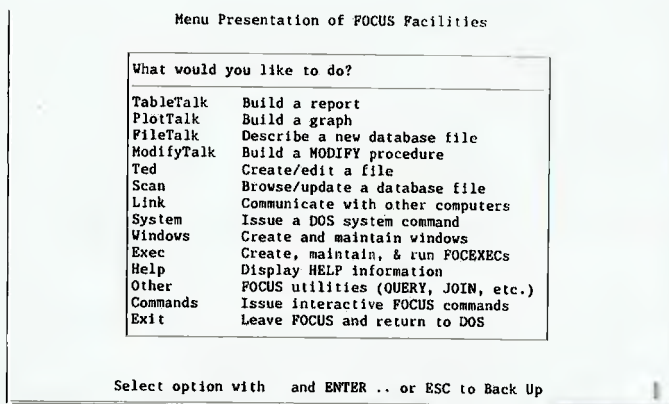 Menu Presentation of FOCUS Facilities
What would you like to do?
TableTalk Build a report
PlotTalk Build a graph
FileTalk Describe a new database file
ModifyTalk Build a MODIFY procedure
Ted Create/edit a file
Scan Browse/update a database file
Link Communicate with other computers
System Issue a DOS system command
Windows Create and maintain windows
Exec Create, maintain, & run FOCEXECs
Help Display HELP information
Other FOCUS utilities (QUERY, JOIN, etc.)
Commands Issue interactive FOCUS commands
Exit Leave FOCUS and return to DOS
Select option with and ENTER .. or ESC to Back Up